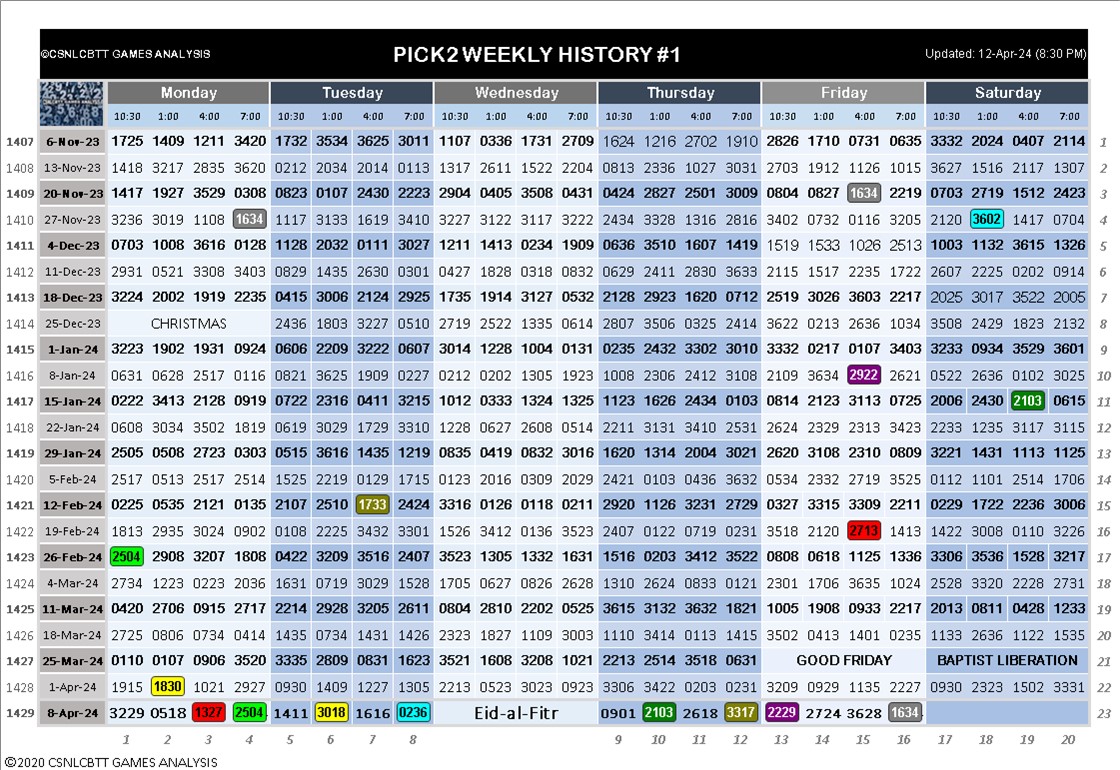 ©CSNLCBTT GAMES ANALYSIS PICK2 WEEKLY HISTORY #1 Updated: 12-Apr-24 (8:30 PM)
Monday Tuesday Wednesday Thursday Friday Saturday
10:30 1:00 4:00 7:00 10:30 1:00 4:00 7:00 10:30 1:00 4:00 7:00 10:30 1:00 4:00 7:00 10:30 1:00 4:00 7:00 10:30 1:00 4:00 7:00
1407 6-Nov-23 1725 1409 1211 3420 1732 3534 3625 3011 1107 0336 1731 2709 1624 1216 2702 1910 2826 1710 0731 0635 3332 2024 0407 2114 1
1408 13-Nov-23 1418 3217 2835 3620 0212 2034 2014 0113 1317 2611 1522 2204 0813 2336 1027 3031 2703 1912 1126 1015 3627 1516 2117 1307 2
1409 20-Nov-23 1417 1927 3529 0308 0823 0107 2430 2223 2904 0405 3508 0431 0424 2827 2501 3009 0804 0827 1634 2219 0703 2719 1512 2423 3
1410 27-Nov-23 3236 3019 1108 1634 1117 3133 1619 3410 3227 3122 3117 3222 2434 3328 1316 2816 3402 0732 0116 3205 2120 3602 1417 0704 4
1411 4-Dec-23 0703 1008 3616 0128 1128 2032 0111 3027 1211 1413 0234 1909 0636 3510 1607 1419 1519 1533 1026 2513 1003 1132 3615 1326 5
1412 11-Dec-23 2931 0521 3308 3403 0829 1435 2630 0301 0427 1828 0318 0832 0629 2411 2830 3633 2115 1517 2235 1722 2607 2225 0202 0914 6
1413 18-Dec-23 3224 2002 1919 2235 0415 3006 2124 2925 1735 1914 3127 0532 2128 2923 1620 0712 2519 3026 3603 2217 2025 3017 3522 2005 7
1414 25-Dec-23 CHRISTMAS 2436 1803 3227 0510 2719 2522 1335 0614 2807 3506 0325 2414 3622 0213 2636 1034 3508 2429 1823 2132 8
1415 1-Jan-24 3223 1902 1931 0924 0606 2209 3222 0607 3014 1228 1004 0131 0235 2432 3302 3010 3332 0217 0107 3403 3233 0934 3529 3601 9
1416 8-Jan-24 0631 0628 2517 0116 0821 3625 1909 0227 0212 0202 1305 1923 1008 2306 2412 3108 2109 3634 2922 2621 0522 2636 0102 3025 10
1417 15-Jan-24 0222 3413 2128 0919 0722 2316 0411 3215 1012 0333 1324 1325 1123 1626 2434 0103 0814 2123 3113 0725 2006 2430 2103 0615 11
1418 22-Jan-24 0608 3034 3502 1819 0619 3029 1729 3310 1228 0627 2608 0514 2211 3131 3410 2531 2624 2329 2313 3423 2233 1235 3117 3115 12
1419 29-Jan-24 2505 0508 2723 0303 0515 3616 1435 1219 0835 0419 0832 3016 1620 1314 2004 3021 2620 3108 2310 0809 3221 1431 1113 1125 13
1420 5-Feb-24 2517 0513 2517 2514 1525 2219 0129 1715 0123 2016 0309 2029 2421 0103 0436 3632 0534 2332 2719 3525 0112 1101 2514 1706 14
1421 12-Feb-24 0225 0535 2121 0135 2107 2510 1733 2424 3316 0126 0118 0211 2920 1126 3231 2729 0327 3315 3309 2211 0229 1722 2236 3006 15
1422 19-Feb-24 1813 2935 3024 0902 0108 2225 3432 3301 1526 3412 0136 3523 2407 0122 0719 0231 3518 2120 2713 1413 1422 3008 0110 3226 16
1423 26-Feb-24 2504 2908 3207 1808 0422 3209 3516 2407 3523 1305 1332 1631 1516 0203 3412 3522 0808 0618 1125 1336 3306 3536 1528 3217 17
1424 4-Mar-24 2734 1223 0223 2036 1631 0719 3029 1528 1705 0627 0826 2628 1310 2624 0833 0121 2301 1706 3635 1024 2528 3320 2228 2731 18
1425 11-Mar-24 0420 2706 0915 2717 2214 2928 3205 2611 0804 2810 2202 0525 3615 3132 3632 1821 1005 1908 0933 2217 2013 0811 0428 1233 19
1426 18-Mar-24 2725 0806 0734 0414 1435 0734 1431 1426 2323 1827 1109 3003 1110 3414 0113 1415 3502 0413 1401 0235 1133 2636 1122 1535 20
1427 25-Mar-24 0110 0107 0906 3520 3335 2809 0831 1623 3521 1608 3208 1021 2213 2514 3518 0631 GOOD FRIDAY BAPTIST LIBERATION 21
1428 1-Apr-24 1915 1830 1021 2927 0930 1409 1227 1305 2213 0523 3023 0923 3306 3422 0203 0231 3209 0929 1135 2227 0930 2323 1502 3331 22
1429 8-Apr-24 3229 0518 1327 2504 1411 3018 1616 0236 Eid-al-Fitr 0901 2103 2618 3317 2229 2724 3628 1634 23
1 2 3 4 5 6 7 8 9 10 11 12 13 14 15 16 17 18 19 20
©2020 CSNLCBTT GAMES ANALYSIS